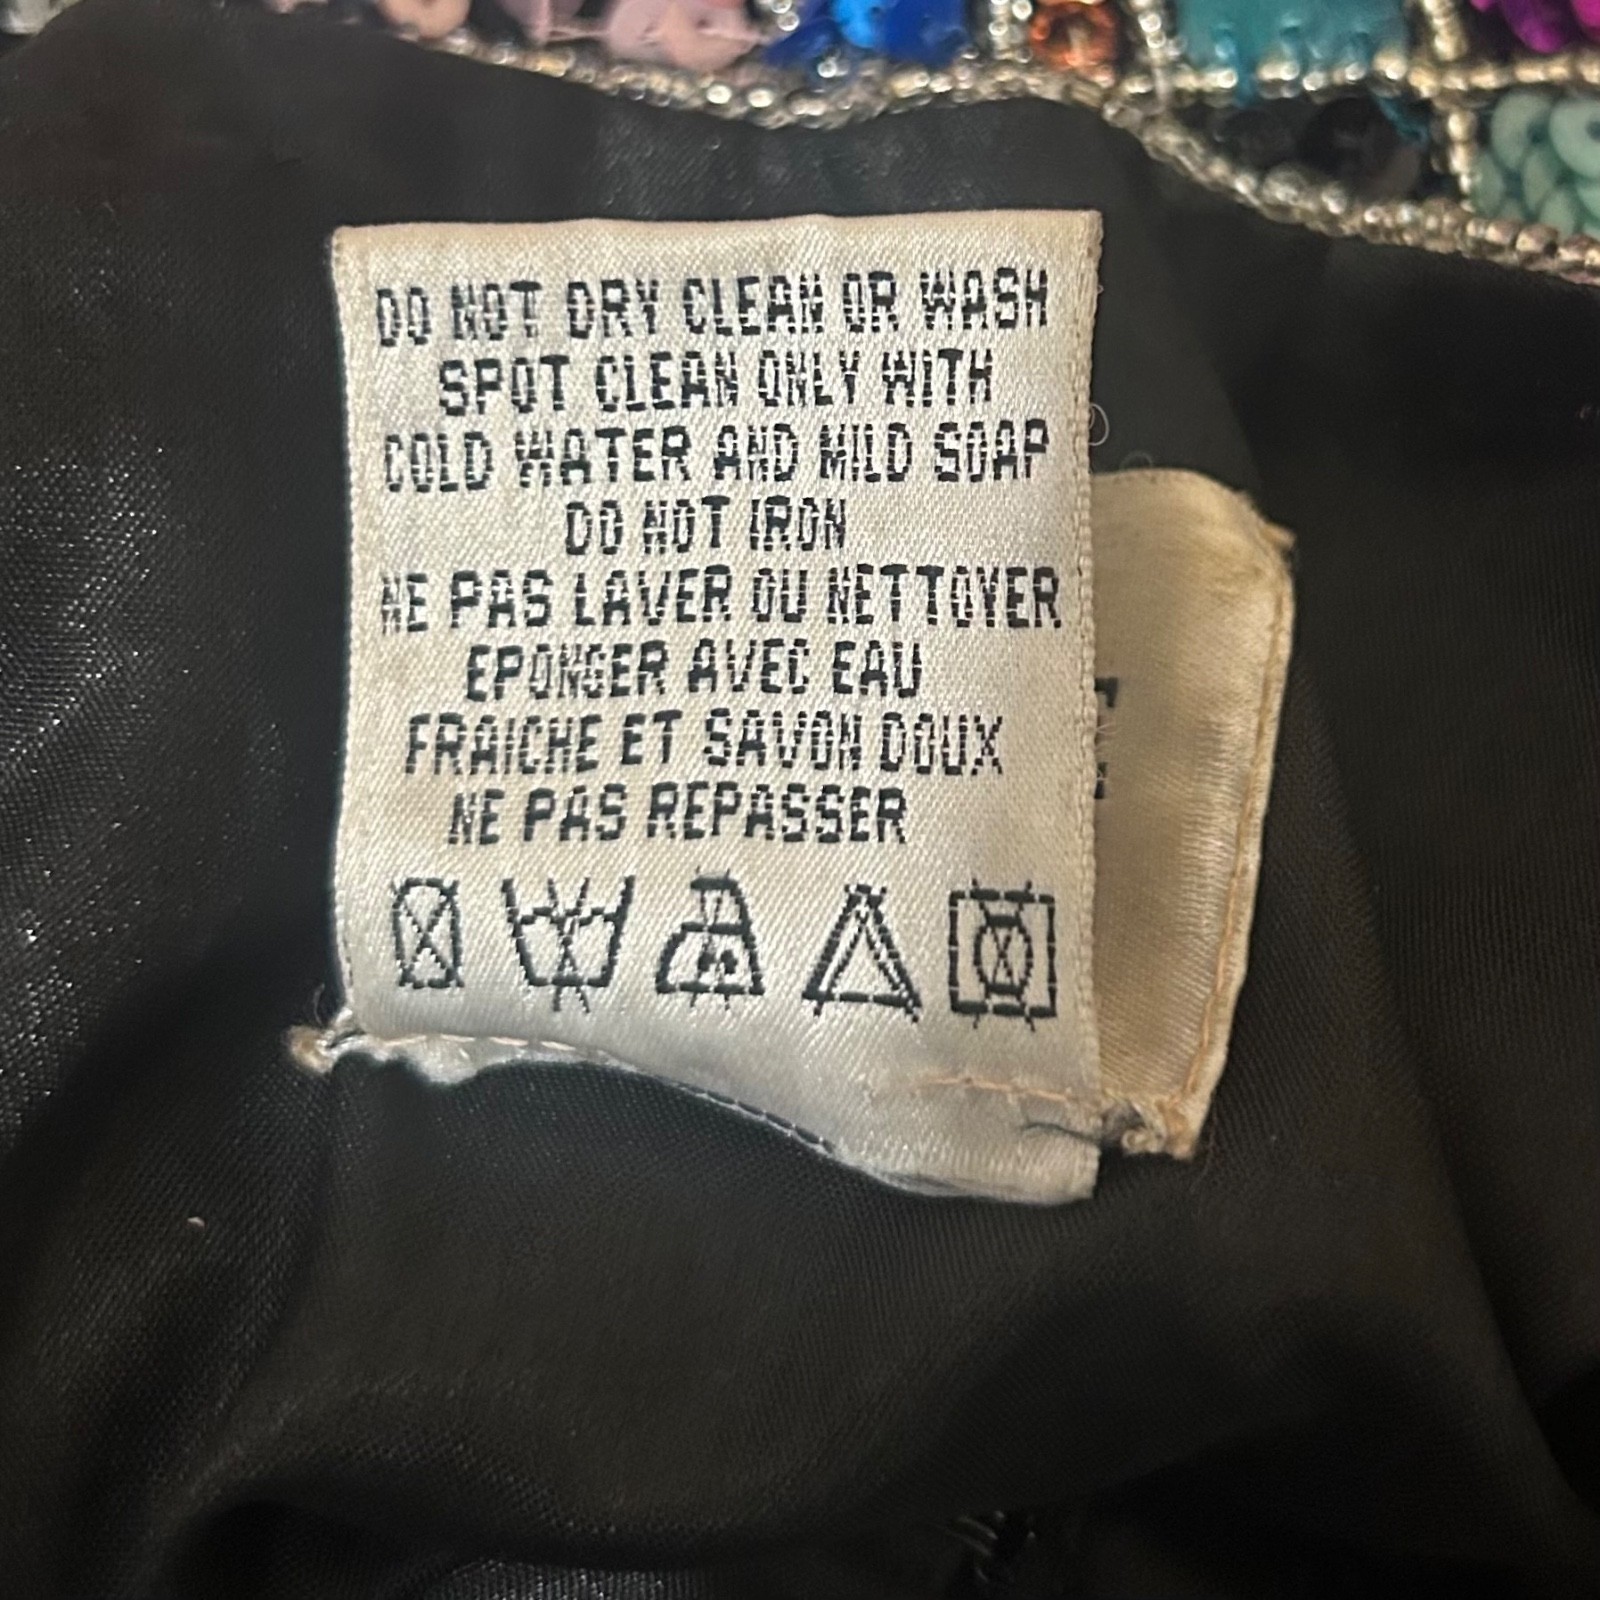 DO NOT DRY CLEAN OR WASH
SPOT CLEAN ONLY WITH
COLD WATER AND MILD SOAP
DO NOT IRON
NE PAS LAVER OU NETTOYER
EPONGER AVEC EAU
FRAICHE ET SAVON DOUX
NE PAS REPASSER